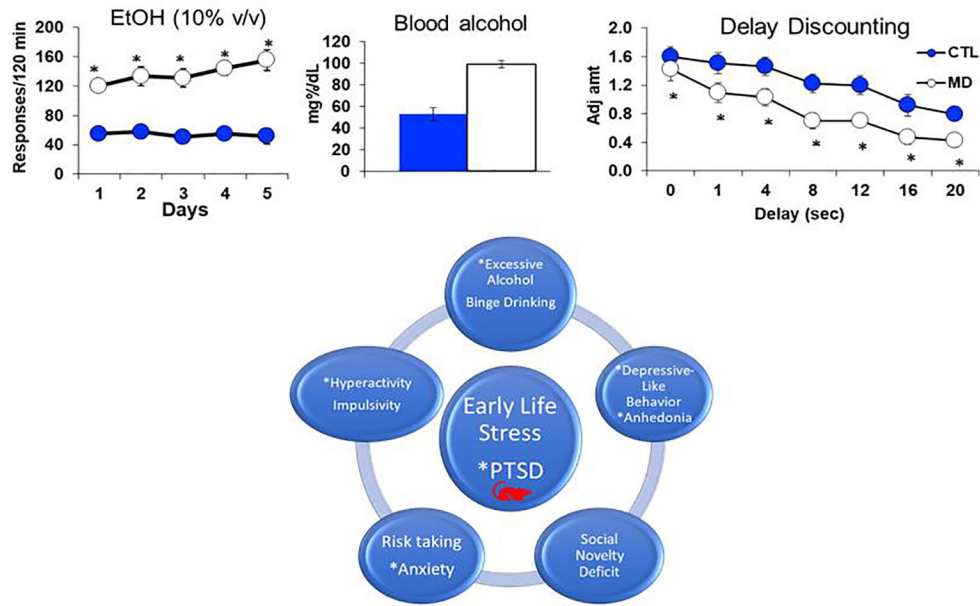 EtOH (10% v/v)
Responses/120 min
200
160
120
80
40
0
* * * * *
1 2 3 4 5
Days
Blood alcohol
mg%/dL
120
100
80
60
40
20
0
Delay Discounting
Adj amt
1.6
1.2
0.8
0.4
0.0
CTL
MD
* * * * * * *
0 1 4 8 12 16 20
Delay (sec)
*Excessive
Alcohol
Binge Drinking
*Hyperactivity
Impulsivity
*Depressive-
Like
Behavior
*Anhedonia
Early Life
Stress
*PTSD
Risk taking
*Anxiety
Social
Novelty
Deficit